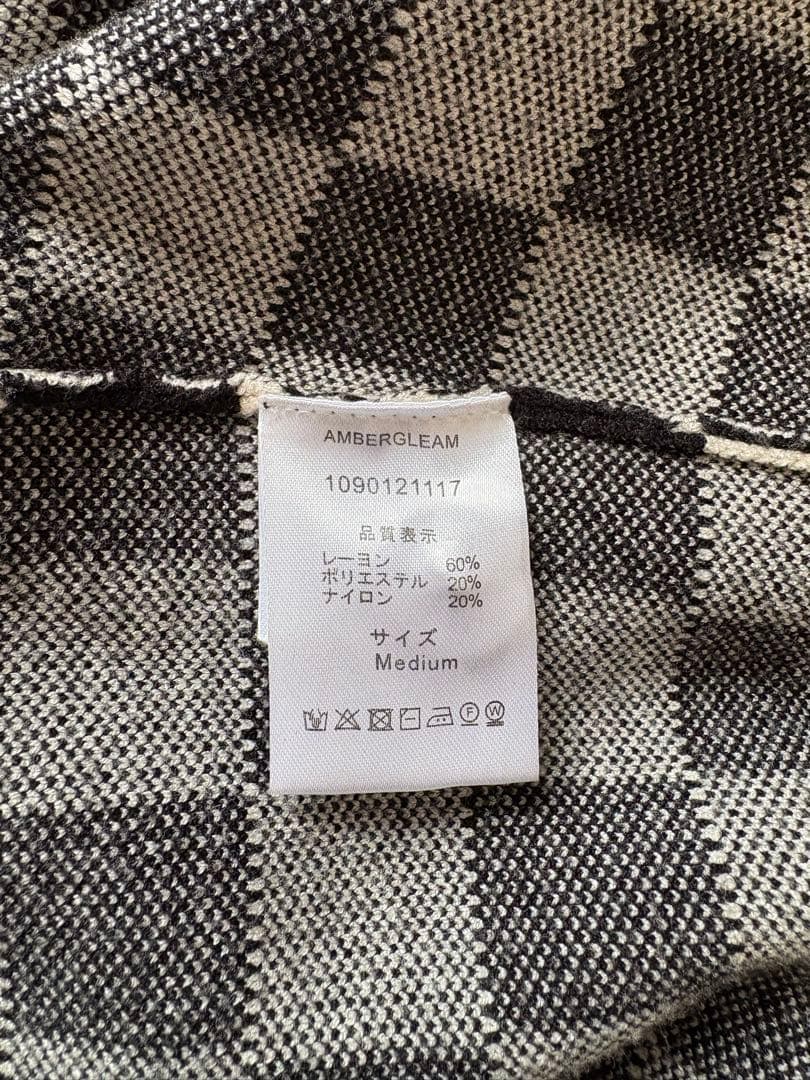 AMBERGLEAM
1090121117
品質表示
レーヨン 60%
ポリエステル 20%
ナイロン 20%
サイズ
Medium
F W